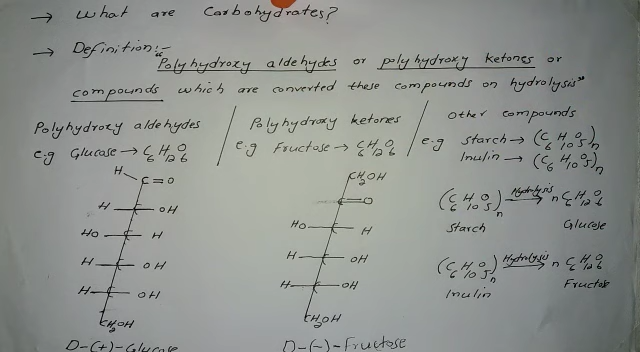 → What are Carbohydrates?
→ Definition:- "Polyhydroxy aldehydes or polyhydroxy ketones or
compounds which are converted these compounds on hydrolysis"
Polyhydroxy aldehydes
e.g Glucose → C6H12O6
H
C=O
H C OH
HO C H
H C OH
H C OH
CH2OH
D-(+)-Glucose
Polyhydroxy ketones
e.g Fructose → C6H12O6
CH2OH
C=O
HO C H
H C OH
H C OH
CH2OH
D-(-)-Fructose
Other compounds
e.g Starch → (C6H10O5)n
Inulin → (C6H10O5)n
(C6H10O5)n Hydrolysis→ n C6H12O6
Starch Glucose
(C6H10O5)n Hydrolysis→ n C6H12O6
Inulin Fructose